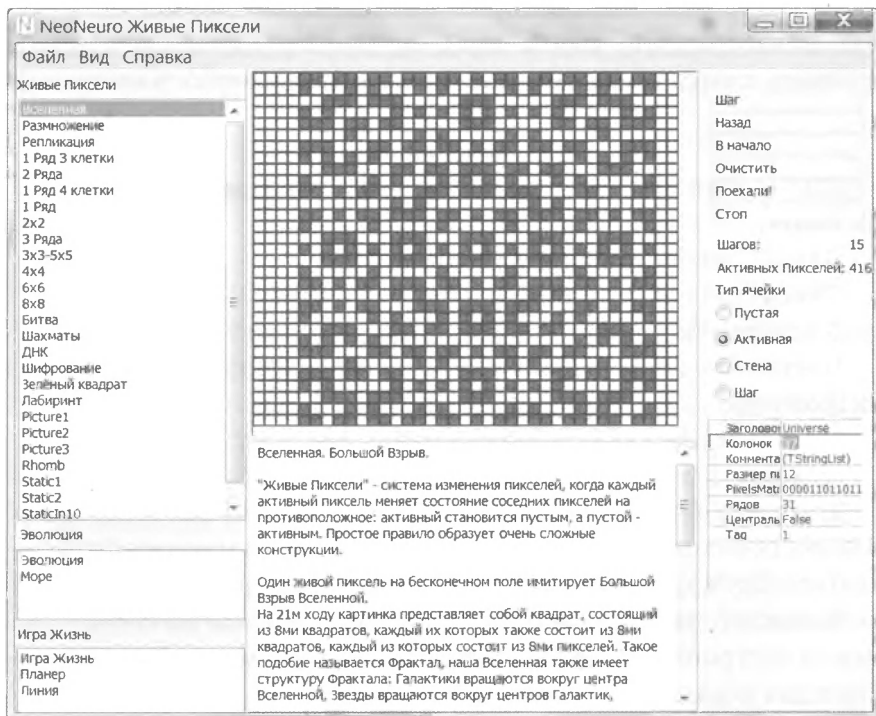 NeoNeuro Живые Пиксели
Файл Вид Справка
Живые Пиксели
Вселенная
Размножение
Репликация
1 Ряд 3 клетки
2 Ряда
1 Ряд 4 клетки
1 Ряд
2x2
3 Ряда
3x3-5x5
4x4
6x6
8x8
Битва
Шахматы
ДНК
Шифрование
Зелёный квадрат
Лабиринт
Picture1
Picture2
Picture3
Rhomb
Static1
Static2
StaticIn10
Эволюция
Эволюция
Море
Игра Жизнь
Игра Жизнь
Планер
Линия
Вселенная. Большой Взрыв.
"Живые Пиксели" - система изменения пикселей, когда каждый
активный пиксель меняет состояние соседних пикселей на
противоположное: активный становится пустым, а пустой -
активным. Простое правило образует очень сложные
конструкции.
Один живой пиксель на бесконечном поле имитирует Большой
Взрыв Вселенной.
На 21м ходу картинка представляет собой квадрат, состоящий
из 8ми квадратов, каждый их которых также состоит из 8ми
квадратов, каждый из которых состоит из 8ми пикселей. Такое
подобие называется Фрактал, наша Вселенная также имеет
структуру Фрактала: Галактики вращаются вокруг центра
Вселенной, Звезды вращаются вокруг центров Галактик,
Шаг
Назад
В начало
Очистить
Поехали!
Стоп
Шагов: 15
Активных Пикселей: 416
Тип ячейки
Пустая
Активная
Стена
Шаг
Заголовок Universe
Колонок
Коммента (TStringList)
Размер пи 12
PixelsMatr 000011011011
Рядов 31
Централь False
Tag 1